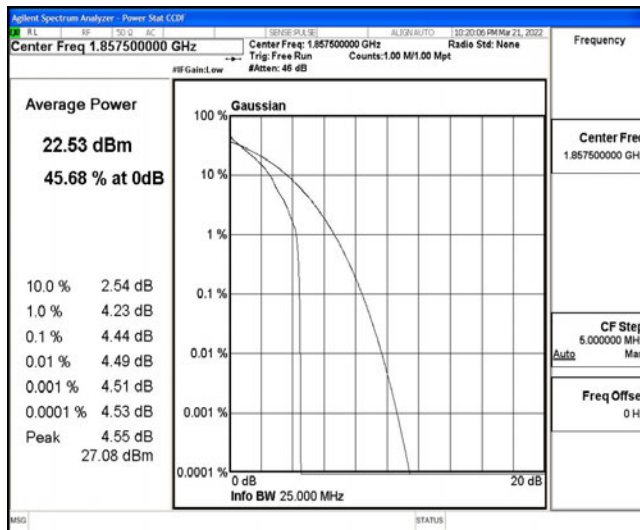 Agilent Spectrum Analyzer - Power Stat CCDF
RL RF 50 Ω AC SENSE:PULSE ALIGN AUTO 10:20:06 PM Mar 21, 2022
Center Freq 1.857500000 GHz
Center Freq: 1.857500000 GHz Radio Std: None
Trig: Free Run Counts:1.00 M/1.00 Mpt
#IFGain:Low #Atten: 46 dB
Frequency
Average Power
22.53 dBm
45.68 % at 0dB
10.0 % 2.54 dB
1.0 % 4.23 dB
0.1 % 4.44 dB
0.01 % 4.49 dB
0.001 % 4.51 dB
0.0001 % 4.53 dB
Peak 4.55 dB
27.08 dBm
Gaussian
100 %
10 %
1 %
0.1 %
0.01 %
0.001 %
0.0001 %
0 dB 20 dB
Info BW 25.000 MHz
Center Freq
1.857500000 GH
CF Step
5.000000 MH
Auto Ma
Freq Offse
0 H
MSG STATUS